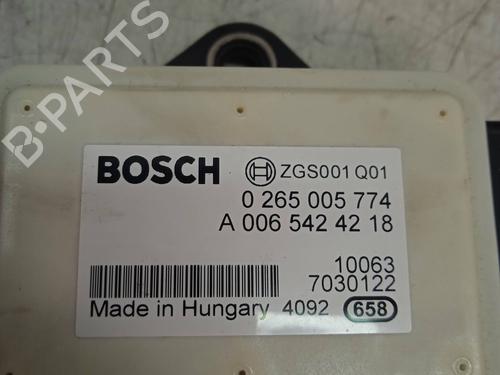 B-PARTS
BOSCH ZGS001 Q01
0 265 005 774
A 006 542 42 18
10063
7030122
Made in Hungary 4092 658